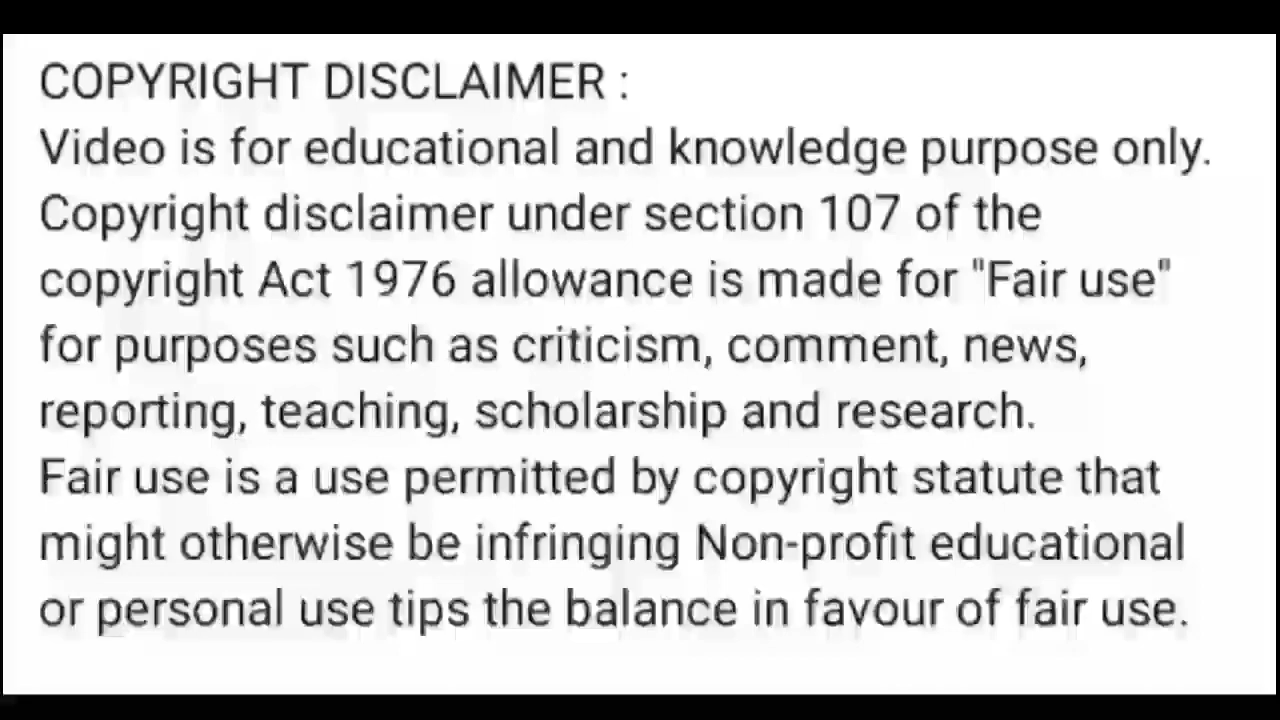 COPYRIGHT DISCLAIMER :
Video is for educational and knowledge purpose only.
Copyright disclaimer under section 107 of the
copyright Act 1976 allowance is made for "Fair use"
for purposes such as criticism, comment, news,
reporting, teaching, scholarship and research.
Fair use is a use permitted by copyright statute that
might otherwise be infringing Non-profit educational
or personal use tips the balance in favour of fair use.